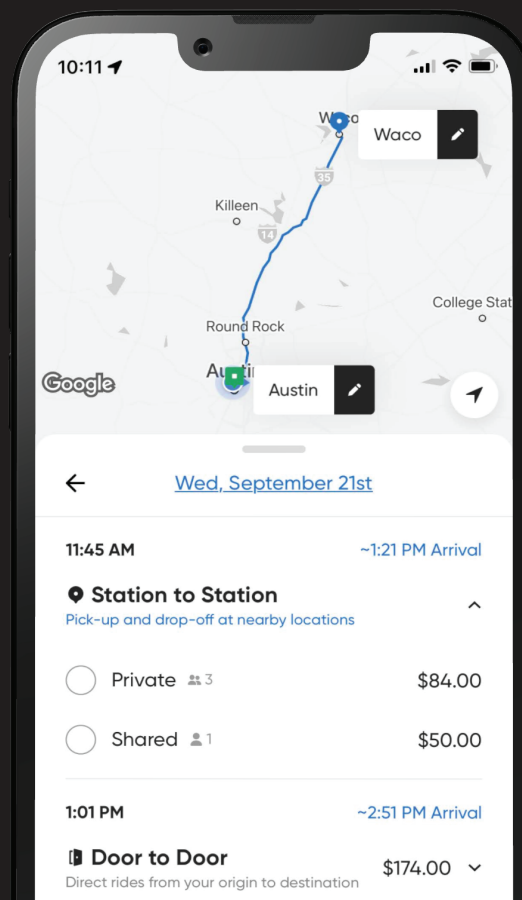 10:11
Waco
Waco
35
Killeen
14
College Stat
Round Rock
Austin
Austin
Google
Wed, September 21st
11:45 AM
~1:21 PM Arrival
Station to Station
Pick-up and drop-off at nearby locations
Private 3
$84.00
Shared 1
$50.00
1:01 PM
~2:51 PM Arrival
Door to Door
$174.00
Direct rides from your origin to destination